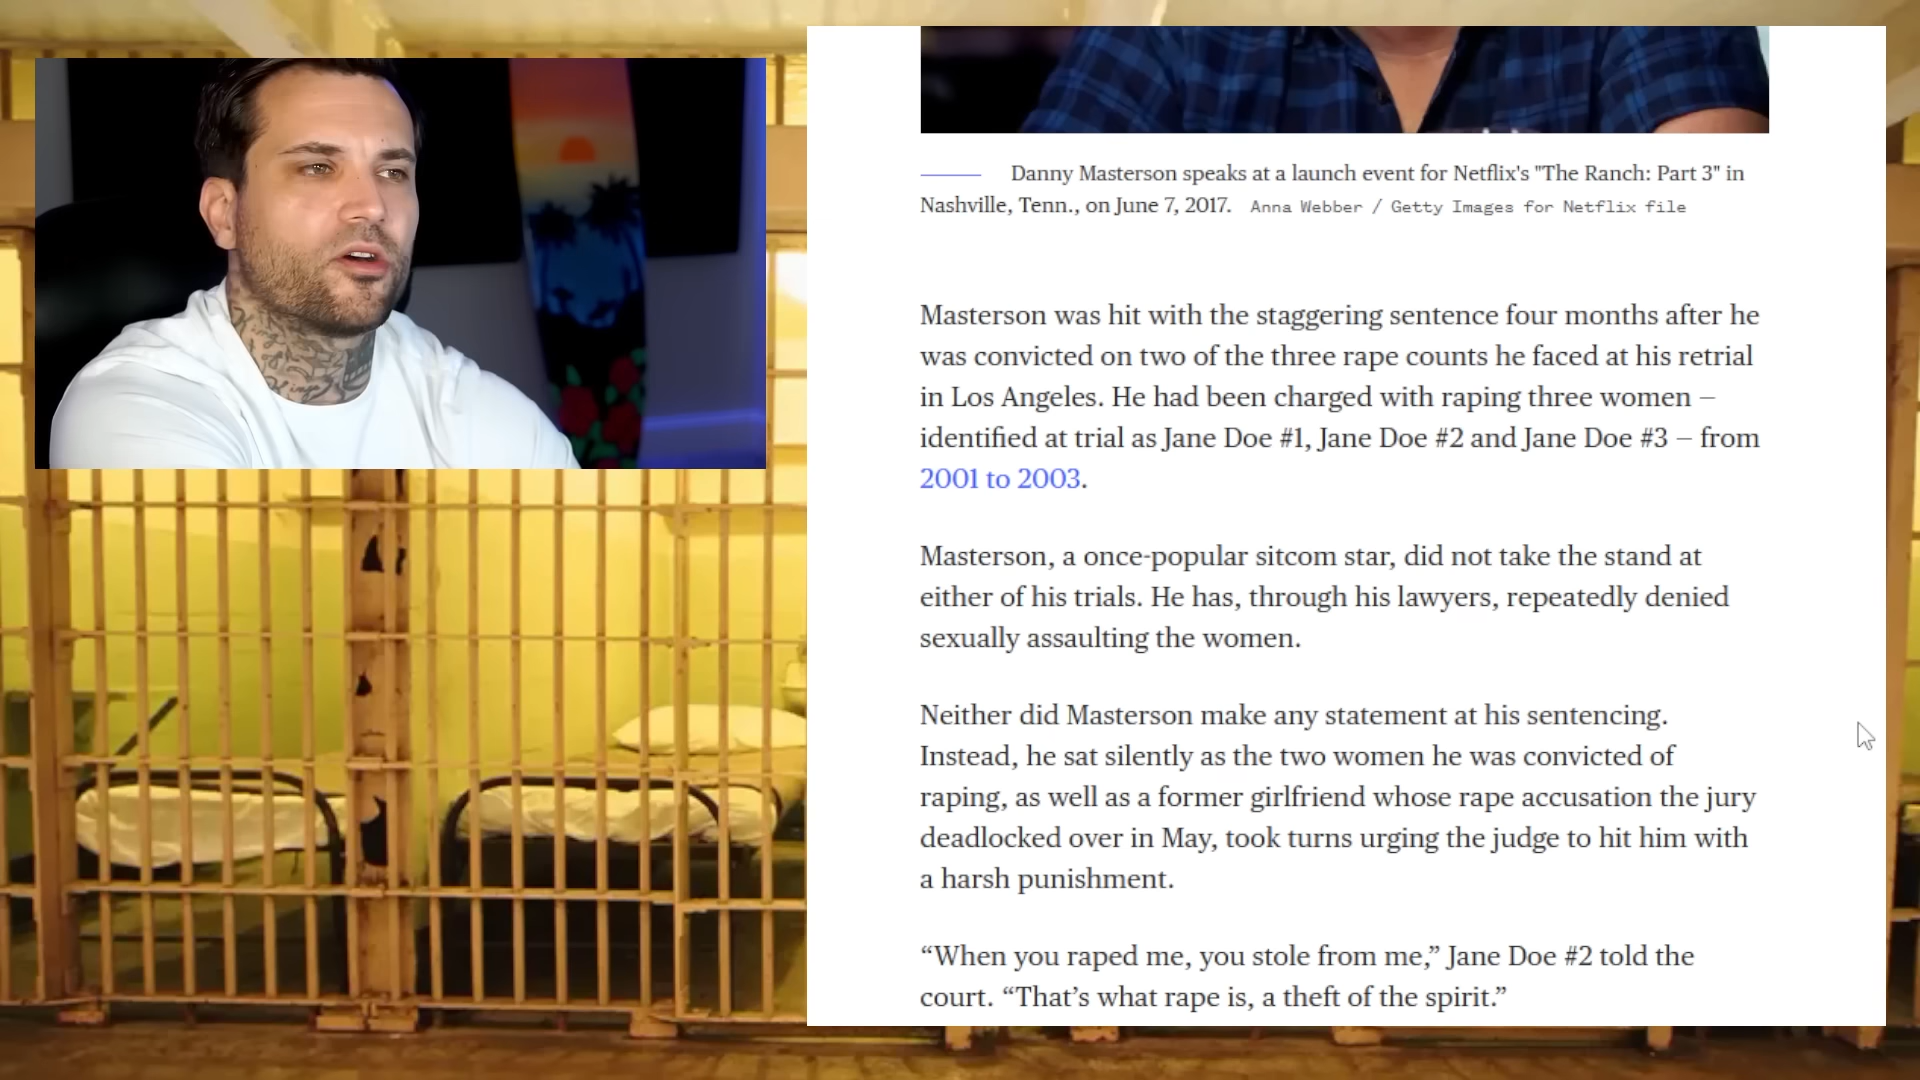 Danny Masterson speaks at a launch event for Netflix's "The Ranch: Part 3" in
Nashville, Tenn., on June 7, 2017. Anna Webber / Getty Images for Netflix file
Masterson was hit with the staggering sentence four months after he
was convicted on two of the three rape counts he faced at his retrial
in Los Angeles. He had been charged with raping three women –
identified at trial as Jane Doe #1, Jane Doe #2 and Jane Doe #3 – from
2001 to 2003.
Masterson, a once-popular sitcom star, did not take the stand at
either of his trials. He has, through his lawyers, repeatedly denied
sexually assaulting the women.
Neither did Masterson make any statement at his sentencing.
Instead, he sat silently as the two women he was convicted of
raping, as well as a former girlfriend whose rape accusation the jury
deadlocked over in May, took turns urging the judge to hit him with
a harsh punishment.
“When you raped me, you stole from me,” Jane Doe #2 told the
court. “That’s what rape is, a theft of the spirit.”